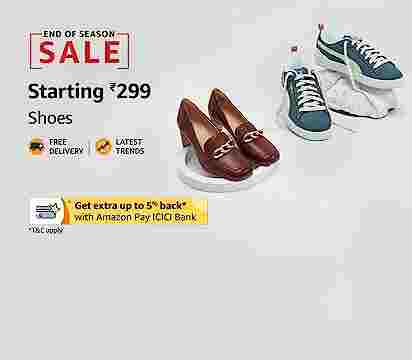 END OF SEASON
SALE
Starting ₹299
Shoes
FREE DELIVERY
LATEST TRENDS
Get extra up to 5% back*
with Amazon Pay ICICI Bank
*T&C apply